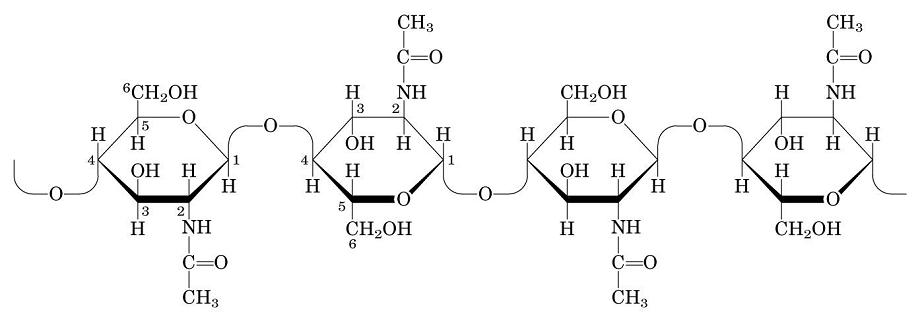 CH₃ CH₃
C=O C=O
⁶CH₂OH H NH CH₂OH H NH
5 O O 3 2 O O
H H OH H H H H OH H H
4 OH H 1 4 H 1 OH H H
O H H O H H O
3 2 5 O O
H NH CH₂OH H NH CH₂OH
6
C=O C=O
CH₃ CH₃